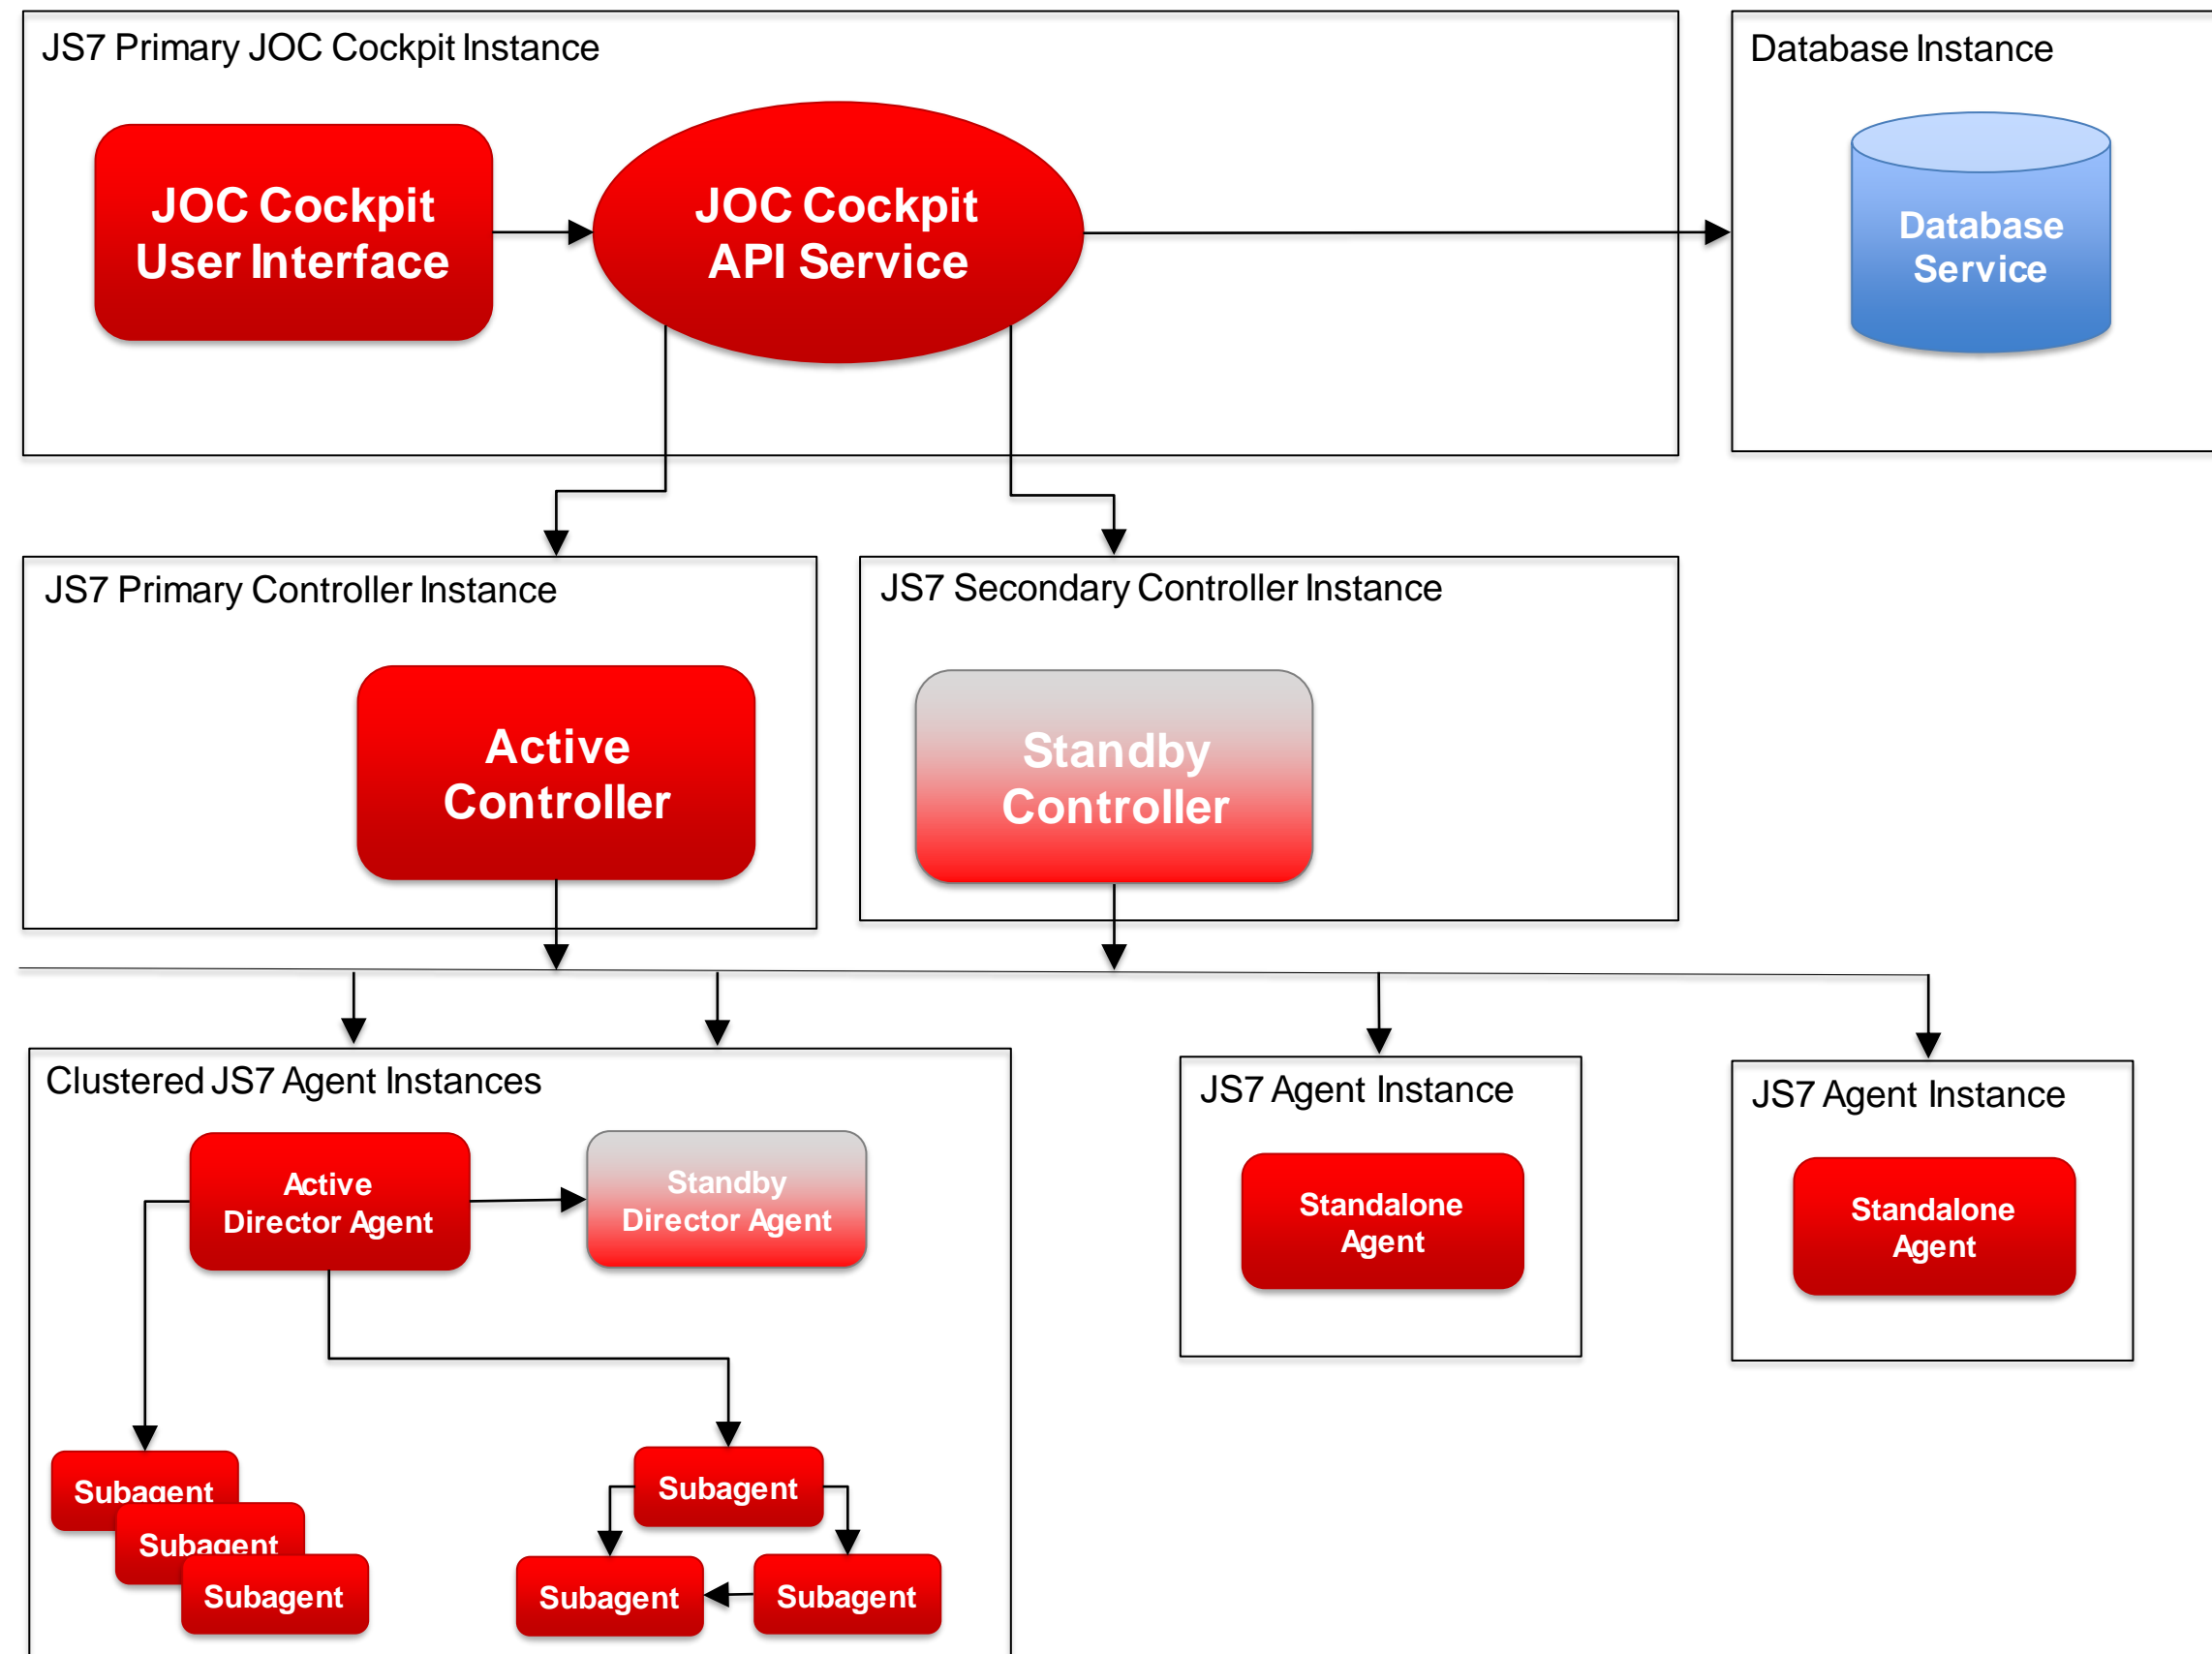 JS7 Primary JOC Cockpit Instance
Database Instance
JOC Cockpit
User Interface
JOC Cockpit
API Service
Database
Service
JS7 Primary Controller Instance
JS7 Secondary Controller Instance
Active
Controller
Standby
Controller
Clustered JS7 Agent Instances
JS7 Agent Instance
JS7 Agent Instance
Active
Director Agent
Standby
Director Agent
Standalone
Agent
Standalone
Agent
Subagent
Subagent
Subagent
Subagent
Subagent
Subagent